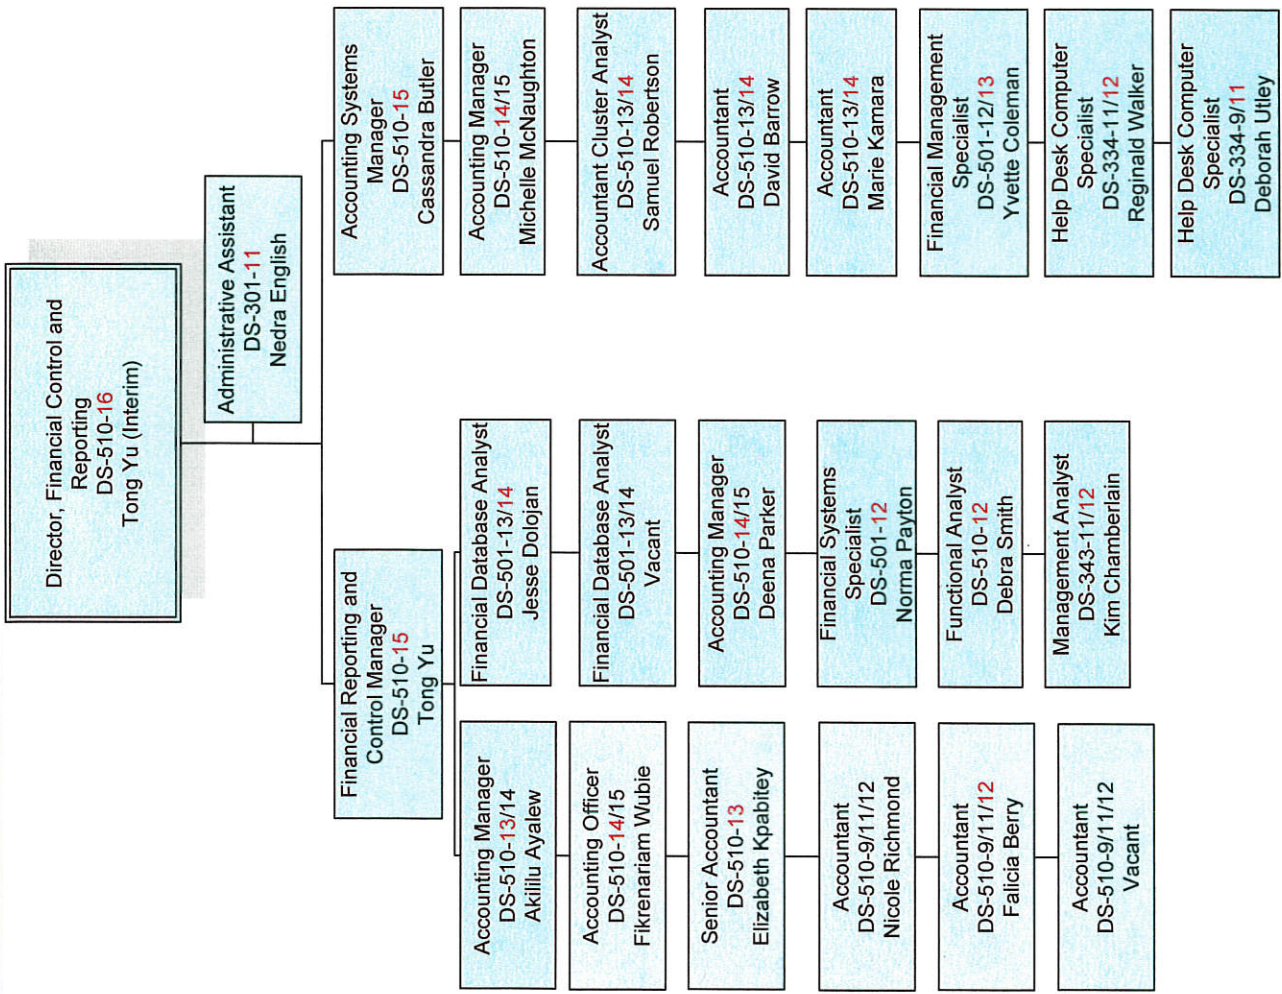 Director, Financial Control and
Reporting
DS-510-16
Tong Yu (Interim)
Administrative Assistant
DS-301-11
Nedra English
Financial Reporting and
Control Manager
DS-510-15
Tong Yu
Accounting Manager
DS-510-13/14
Akililu Ayalew
Accounting Officer
DS-510-14/15
Fikrenariam Wubie
Senior Accountant
DS-510-13
Elizabeth Kpabitey
Accountant
DS-510-9/11/12
Nicole Richmond
Accountant
DS-510-9/11/12
Falicia Berry
Accountant
DS-510-9/11/12
Vacant
Financial Database Analyst
DS-501-13/14
Jesse Dolojan
Financial Database Analyst
DS-501-13/14
Vacant
Accounting Manager
DS-510-14/15
Deena Parker
Financial Systems
Specialist
DS-501-12
Norma Payton
Functional Analyst
DS-510-12
Debra Smith
Management Analyst
DS-343-11/12
Kim Chamberlain
Accounting Systems
Manager
DS-510-15
Cassandra Butler
Accounting Manager
DS-510-14/15
Michelle McNaughton
Accountant Cluster Analyst
DS-510-13/14
Samuel Robertson
Accountant
DS-510-13/14
David Barrow
Accountant
DS-510-13/14
Marie Kamara
Financial Management
Specialist
DS-501-12/13
Yvette Coleman
Help Desk Computer
Specialist
DS-334-11/12
Reginald Walker
Help Desk Computer
Specialist
DS-334-9/11
Deborah Utley